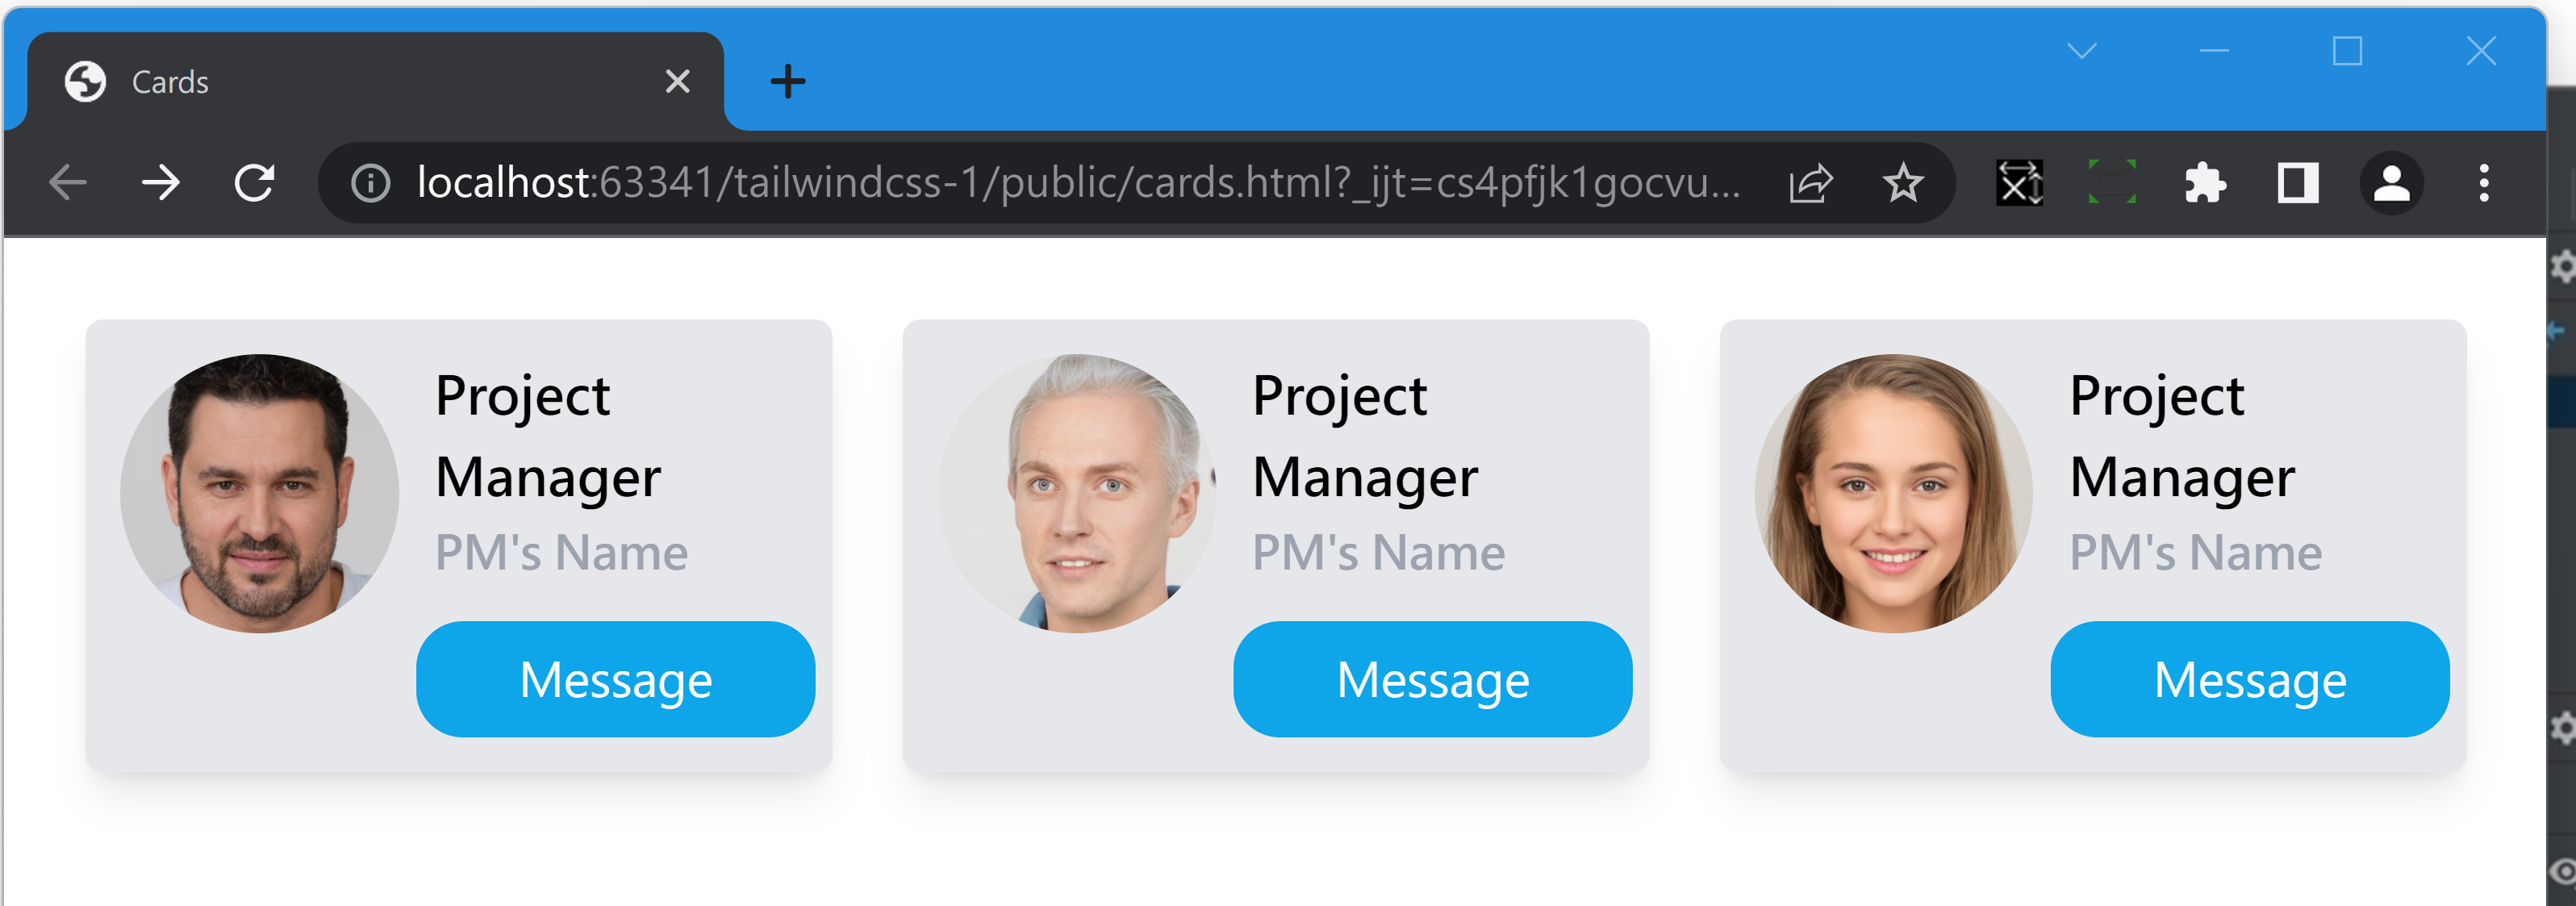 Cards
localhost:63341/tailwindcss-1/public/cards.html?_ijt=cs4pfjk1gocvu...
Project
Manager
PM's Name
Message
Project
Manager
PM's Name
Message
Project
Manager
PM's Name
Message